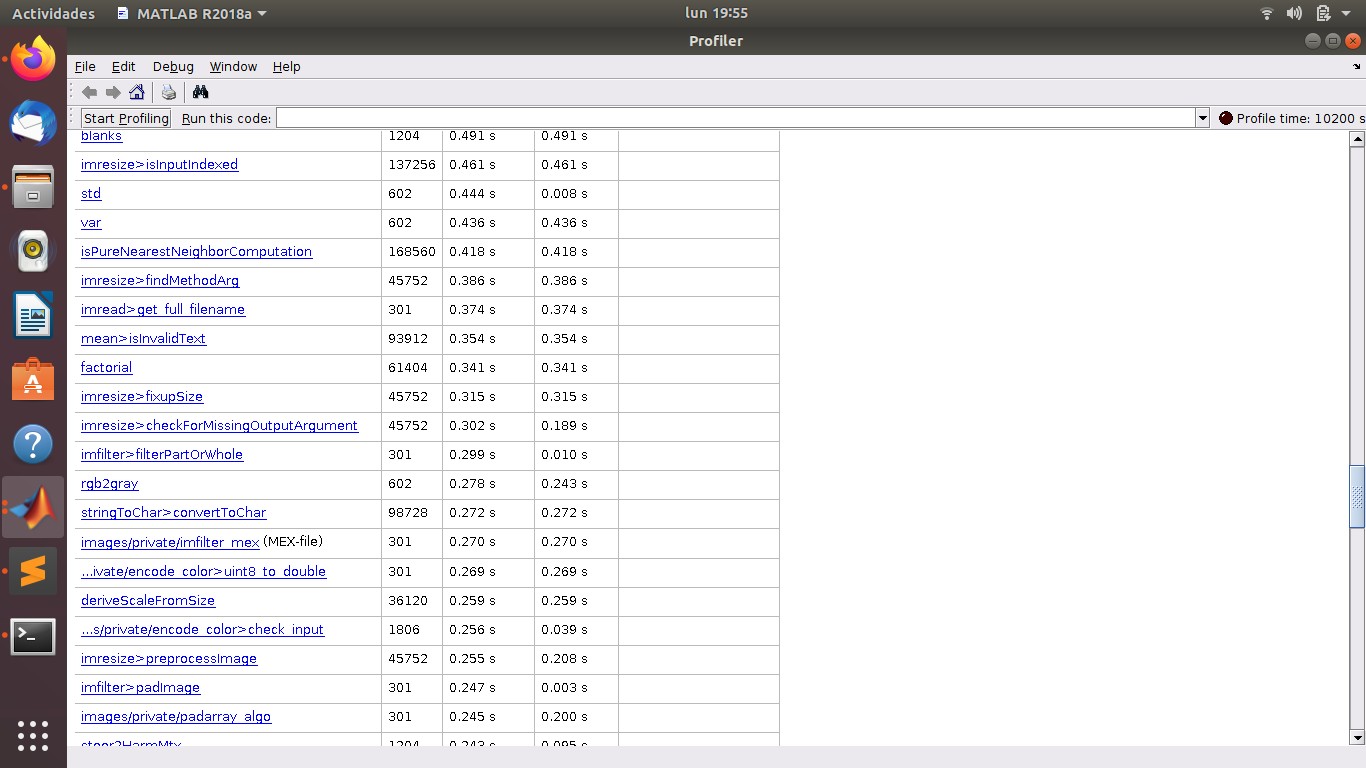 Actividades MATLAB R2018a lun 19:55
Profiler
File Edit Debug Window Help
Start Profiling Run this code: Profile time: 10200 s
blanks 1204 0.491 s 0.491 s
imresize>isInputIndexed 137256 0.461 s 0.461 s
std 602 0.444 s 0.008 s
var 602 0.436 s 0.436 s
isPureNearestNeighborComputation 168560 0.418 s 0.418 s
imresize>findMethodArg 45752 0.386 s 0.386 s
imread>get_full_filename 301 0.374 s 0.374 s
mean>isInvalidText 93912 0.354 s 0.354 s
factorial 61404 0.341 s 0.341 s
imresize>fixupSize 45752 0.315 s 0.315 s
imresize>checkForMissingOutputArgument 45752 0.302 s 0.189 s
imfilter>filterPartOrWhole 301 0.299 s 0.010 s
rgb2gray 602 0.278 s 0.243 s
stringToChar>convertToChar 98728 0.272 s 0.272 s
images/private/imfilter_mex (MEX-file) 301 0.270 s 0.270 s
...ivate/encode_color>uint8_to_double 301 0.269 s 0.269 s
deriveScaleFromSize 36120 0.259 s 0.259 s
...s/private/encode_color>check_input 1806 0.256 s 0.039 s
imresize>preprocessImage 45752 0.255 s 0.208 s
imfilter>padImage 301 0.247 s 0.003 s
images/private/padarray_algo 301 0.245 s 0.200 s
steer2HarmMtx 1204 0.243 s 0.095 s